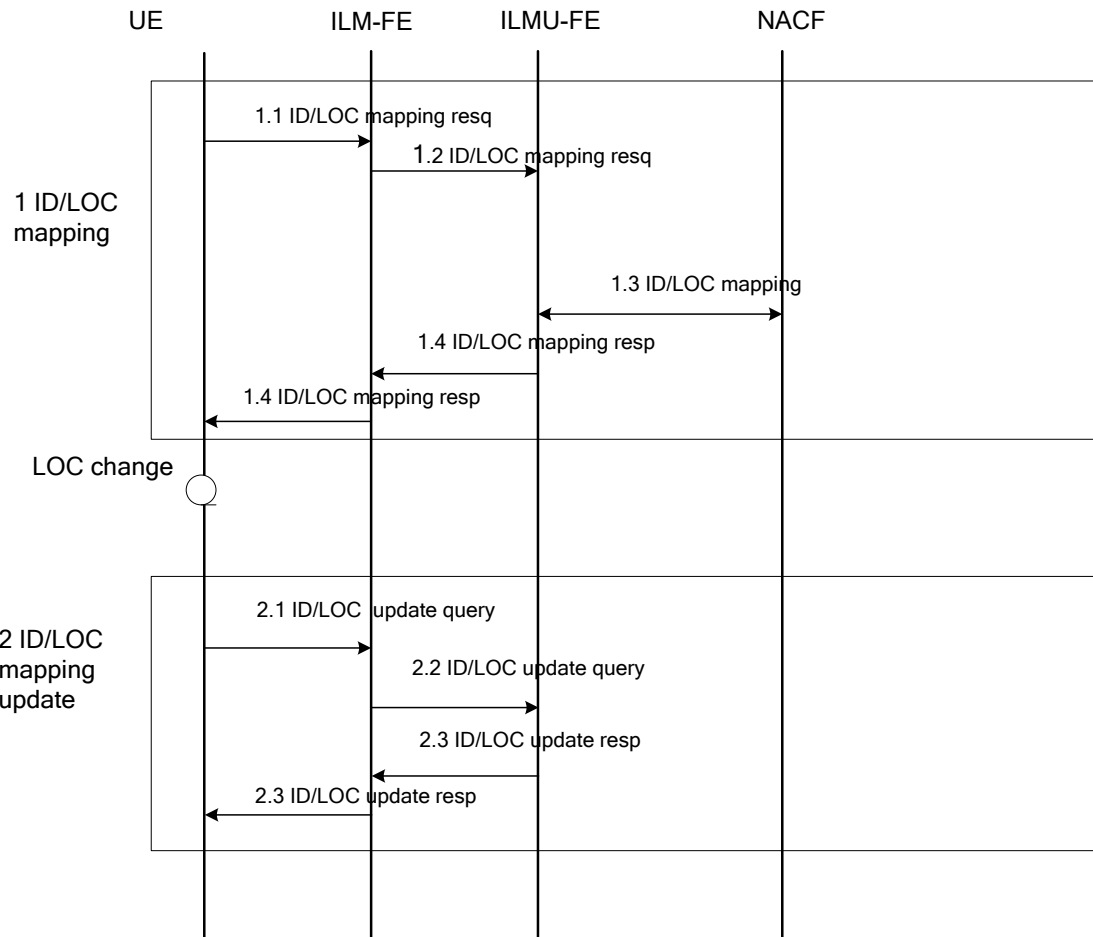 UE
ILM-FE
ILMU-FE
NACF
1.1 ID/LOC mapping resq
1.2 ID/LOC mapping resq
1 ID/LOC
mapping
1.3 ID/LOC mapping
1.4 ID/LOC mapping resp
1.4 ID/LOC mapping resp
LOC change
2.1 ID/LOC update query
2 ID/LOC
mapping
update
2.2 ID/LOC update query
2.3 ID/LOC update resp
2.3 ID/LOC update resp